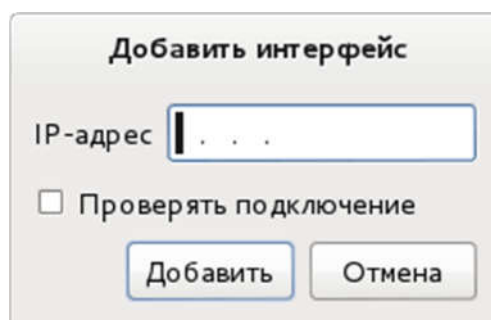 Добавить интерфейс
IP-адрес . . .
Проверять подключение
Добавить Отмена